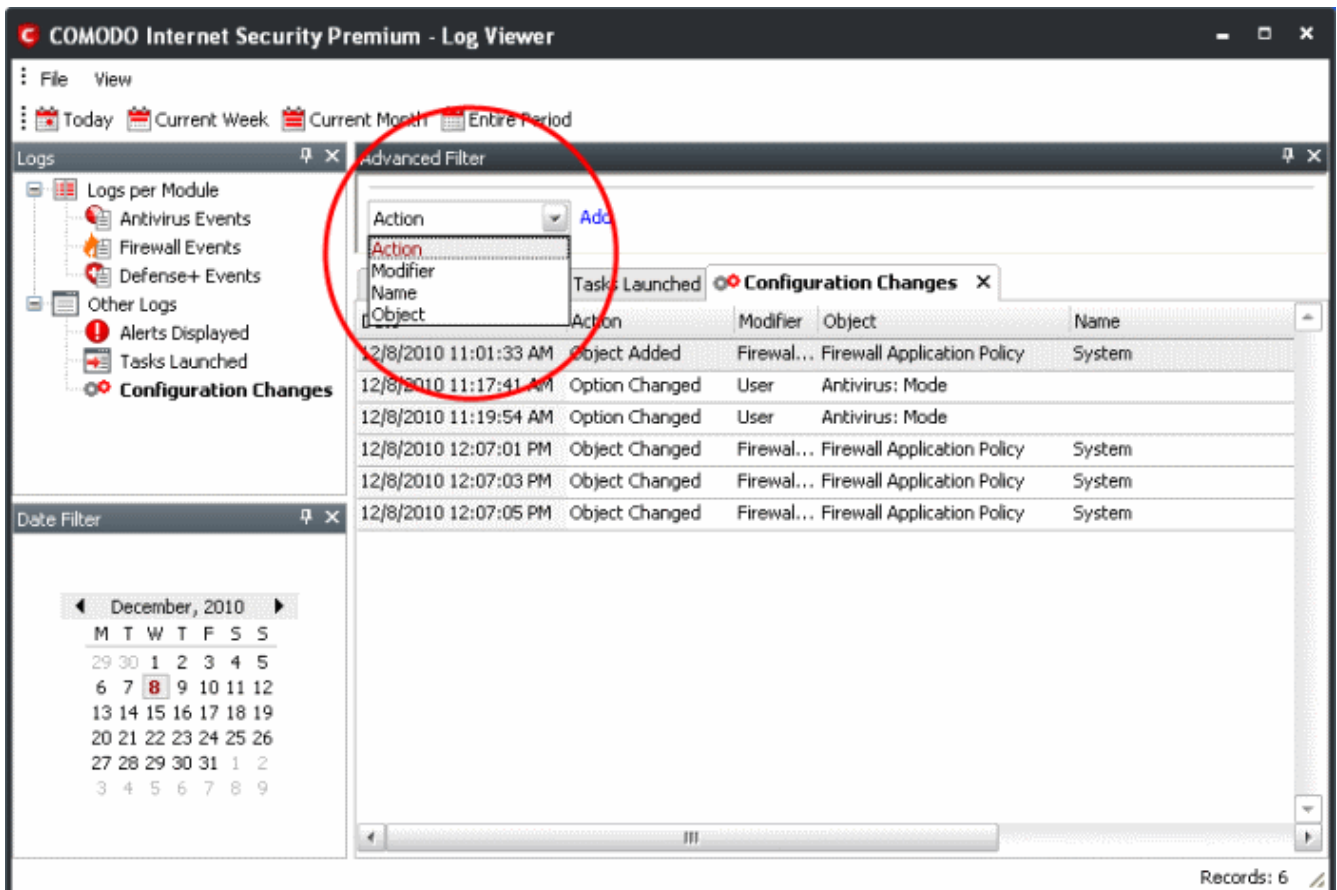 COMODO Internet Security Premium - Log Viewer
File View
Today Current Week Current Month Entire Period
Logs
Logs per Module
Antivirus Events
Firewall Events
Defense+ Events
Other Logs
Alerts Displayed
Tasks Launched
Configuration Changes
Date Filter
December, 2010
M T W T F S S
29 30 1 2 3 4 5
6 7 8 9 10 11 12
13 14 15 16 17 18 19
20 21 22 23 24 25 26
27 28 29 30 31 1 2
3 4 5 6 7 8 9
Advanced Filter
Action Add
Action
Modifier
Name
Object
Tasks Launched Configuration Changes
Action Modifier Object Name
12/8/2010 11:01:33 AM Object Added Firewal... Firewall Application Policy System
12/8/2010 11:17:41 AM Option Changed User Antivirus: Mode
12/8/2010 11:19:54 AM Option Changed User Antivirus: Mode
12/8/2010 12:07:01 PM Object Changed Firewal... Firewall Application Policy System
12/8/2010 12:07:03 PM Object Changed Firewal... Firewall Application Policy System
12/8/2010 12:07:05 PM Object Changed Firewal... Firewall Application Policy System
Records: 6